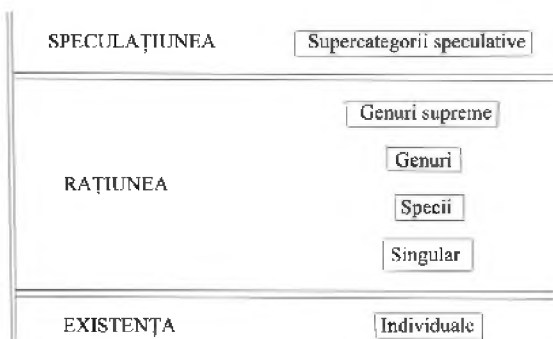 SPECULAȚIUNEA Supercategorii speculative
Genuri supreme
Genuri
RAȚIUNEA
Specii
Singular
EXISTENȚA Individuale